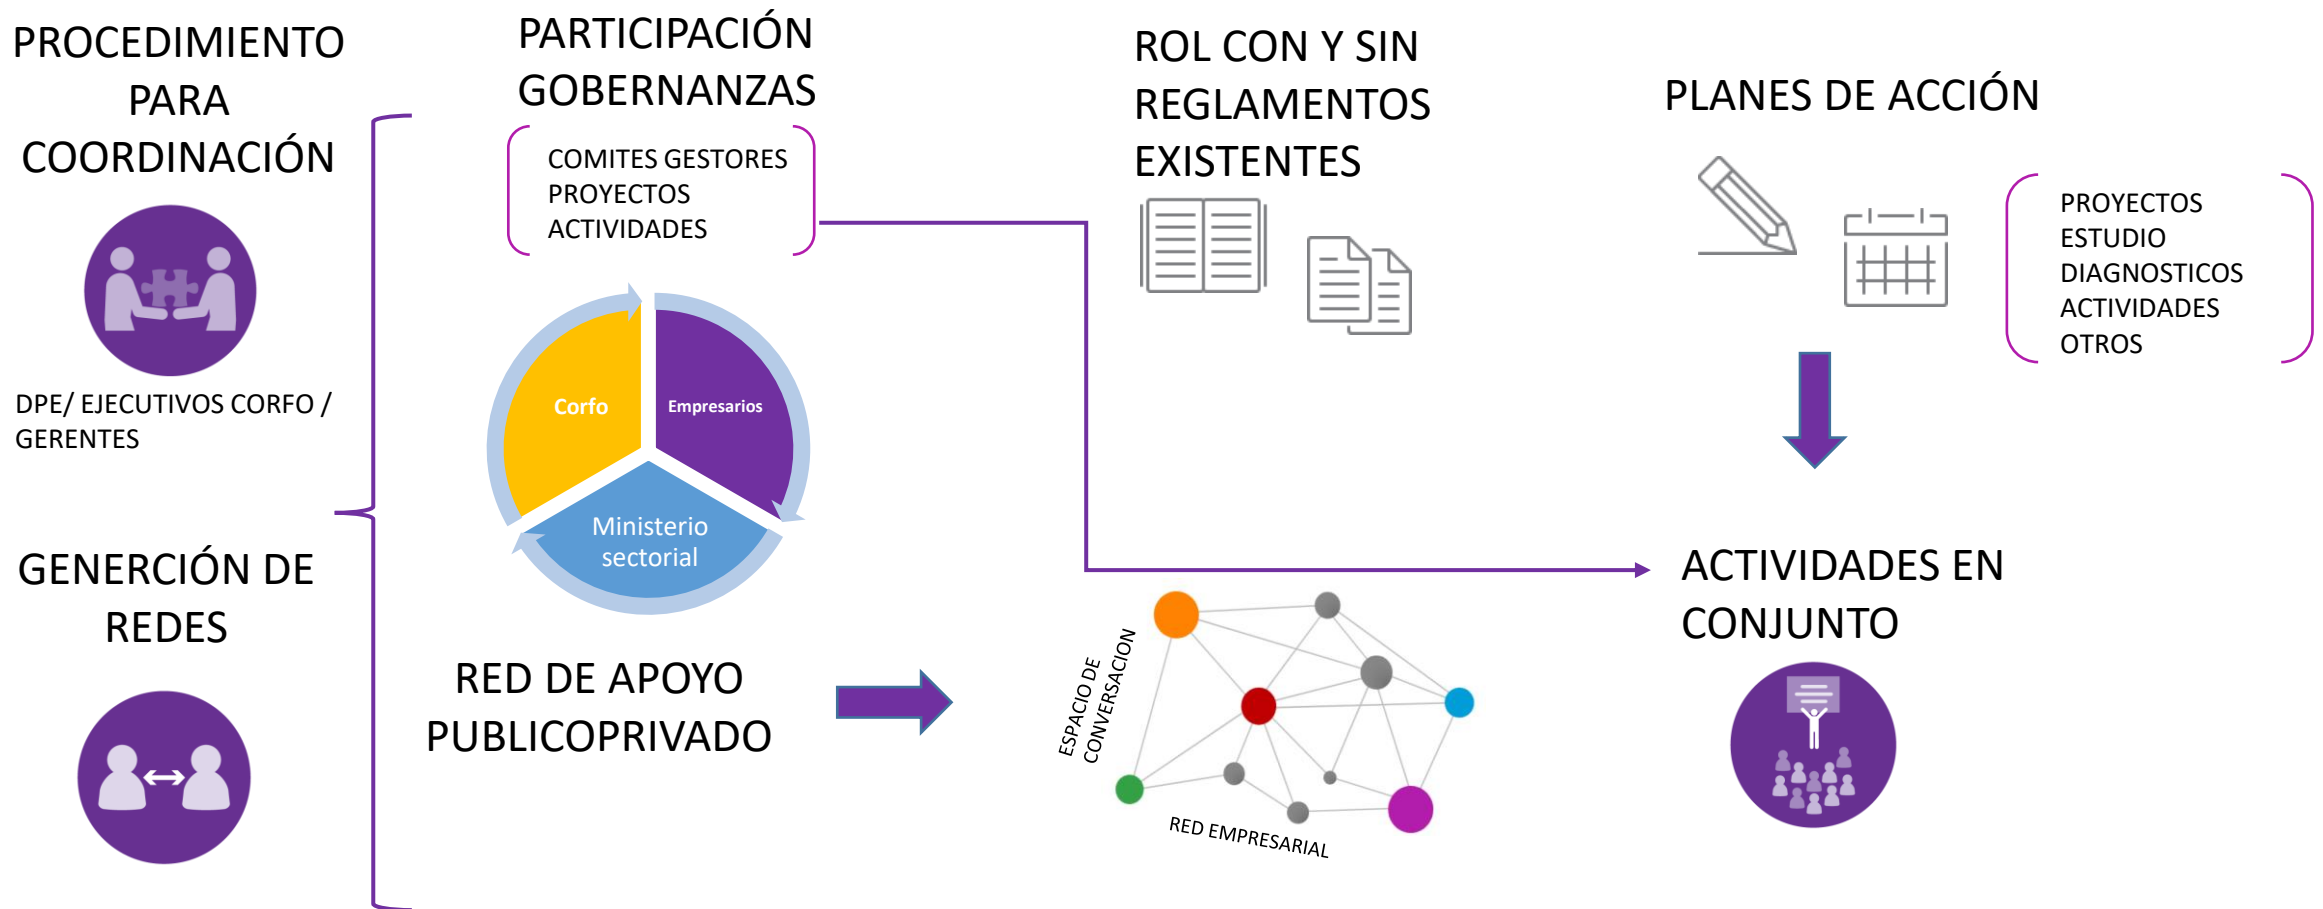 PROCEDIMIENTO
PARA
COORDINACIÓN
DPE/ EJECUTIVOS CORFO /
GERENTES
GENERCIÓN DE
REDES
PARTICIPACIÓN
GOBERNANZAS
COMITES GESTORES
PROYECTOS
ACTIVIDADES
Corfo
Empresarios
Ministerio
sectorial
RED DE APOYO
PUBLICOPRIVADO
ROL CON Y SIN
REGLAMENTOS
EXISTENTES
ESPACIO DE
CONVERSACION
RED EMPRESARIAL
PLANES DE ACCIÓN
PROYECTOS
ESTUDIO
DIAGNOSTICOS
ACTIVIDADES
OTROS
ACTIVIDADES EN
CONJUNTO